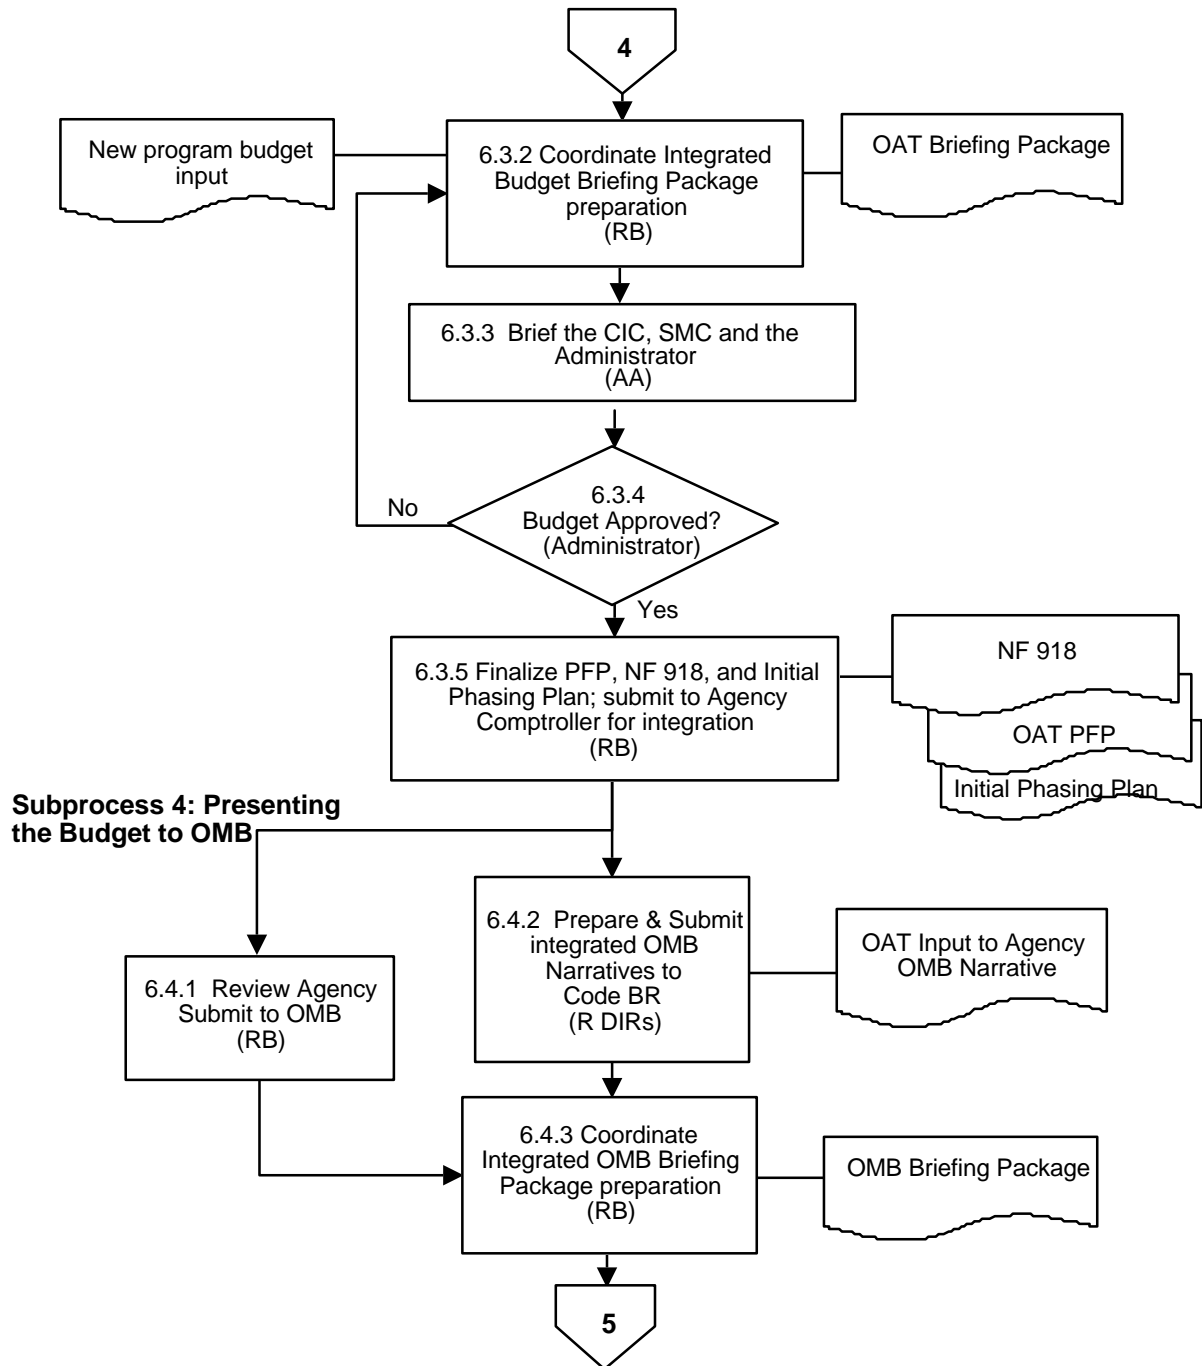 4
New program budget
input
6.3.2 Coordinate Integrated
Budget Briefing Package
preparation
(RB)
OAT Briefing Package
6.3.3  Brief the CIC, SMC and the
Administrator
(AA)
6.3.4
Budget Approved?
(Administrator)
No
Yes
6.3.5 Finalize PFP, NF 918, and Initial
Phasing Plan; submit to Agency
Comptroller for integration
(RB)
NF 918
OAT PFP
Initial Phasing Plan
Subprocess 4: Presenting
the Budget to OMB
6.4.1  Review Agency
Submit to OMB
(RB)
6.4.2  Prepare & Submit
integrated OMB
Narratives to
Code BR
(R DIRs)
OAT Input to Agency
OMB Narrative
6.4.3 Coordinate
Integrated OMB Briefing
Package preparation
(RB)
OMB Briefing Package
5